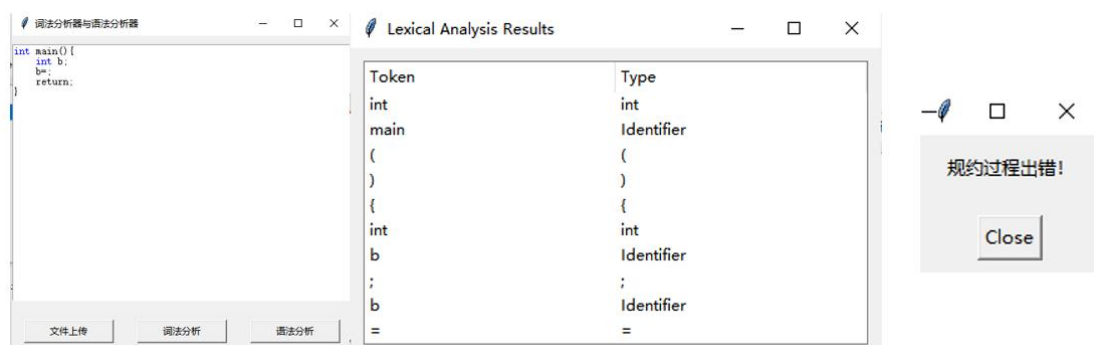 词法分析器与语法分析器
int main(){
int b;
b=;
return;
}
文件上传
词法分析
语法分析
Lexical Analysis Results
Token Type
int int
main Identifier
( (
) )
{ {
int int
b Identifier
; ;
b Identifier
= =
规约过程出错!
Close